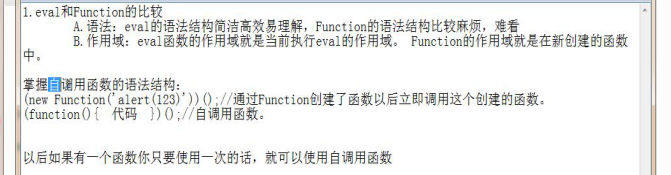 1.eval和Function的比较
A.语法：eval的语法结构简洁高效易理解，Function的语法结构比较麻烦，难看
B.作用域：eval函数的作用域就是当前执行eval的作用域。 Function的作用域就是在新创建的函数
中。
掌握自调用函数的语法结构：
(new Function('alert(123)'))();//通过Function创建了函数以后立即调用这个创建的函数。
(function(){ 代码 })();//自调用函数。
以后如果有一个函数你只要使用一次的话，就可以使用自调用函数